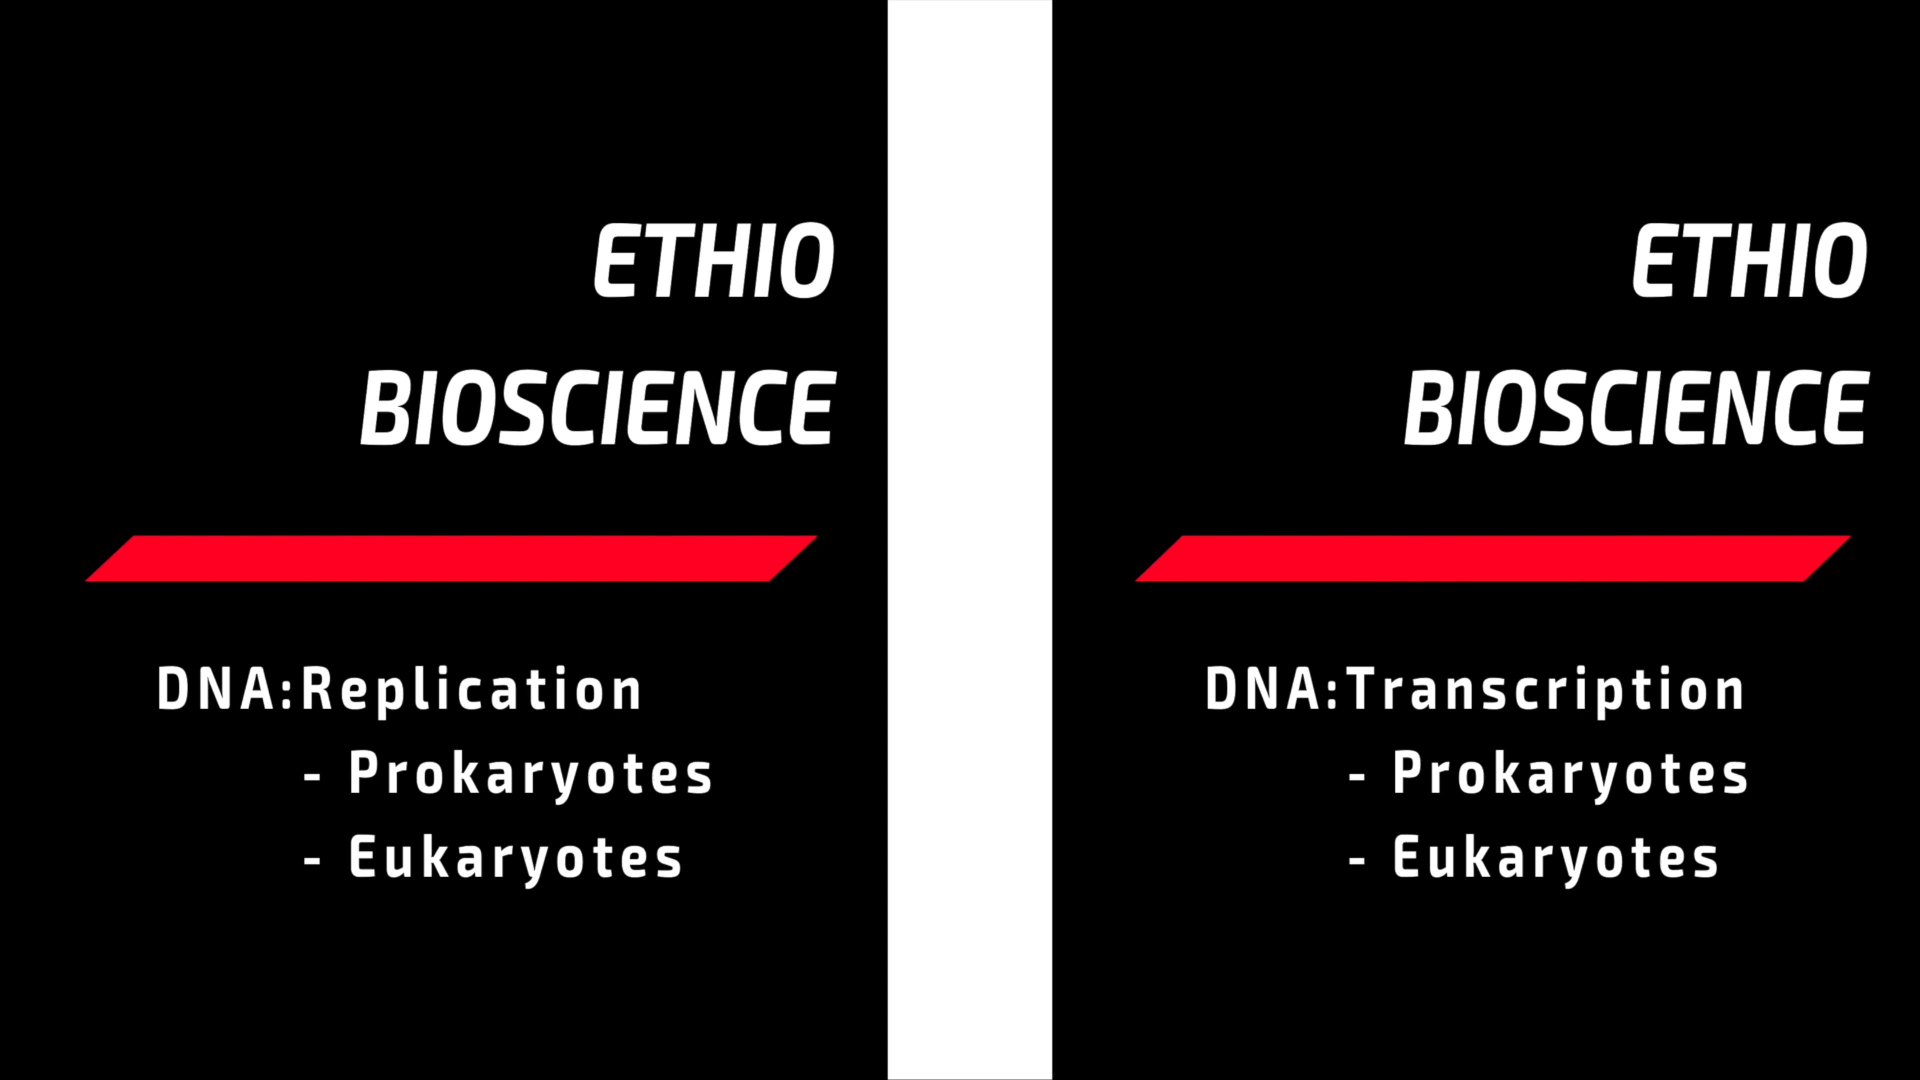 ETHIO
BIOSCIENCE
DNA:Replication
- Prokaryotes
- Eukaryotes
ETHIO
BIOSCIENCE
DNA:Transcription
- Prokaryotes
- Eukaryotes